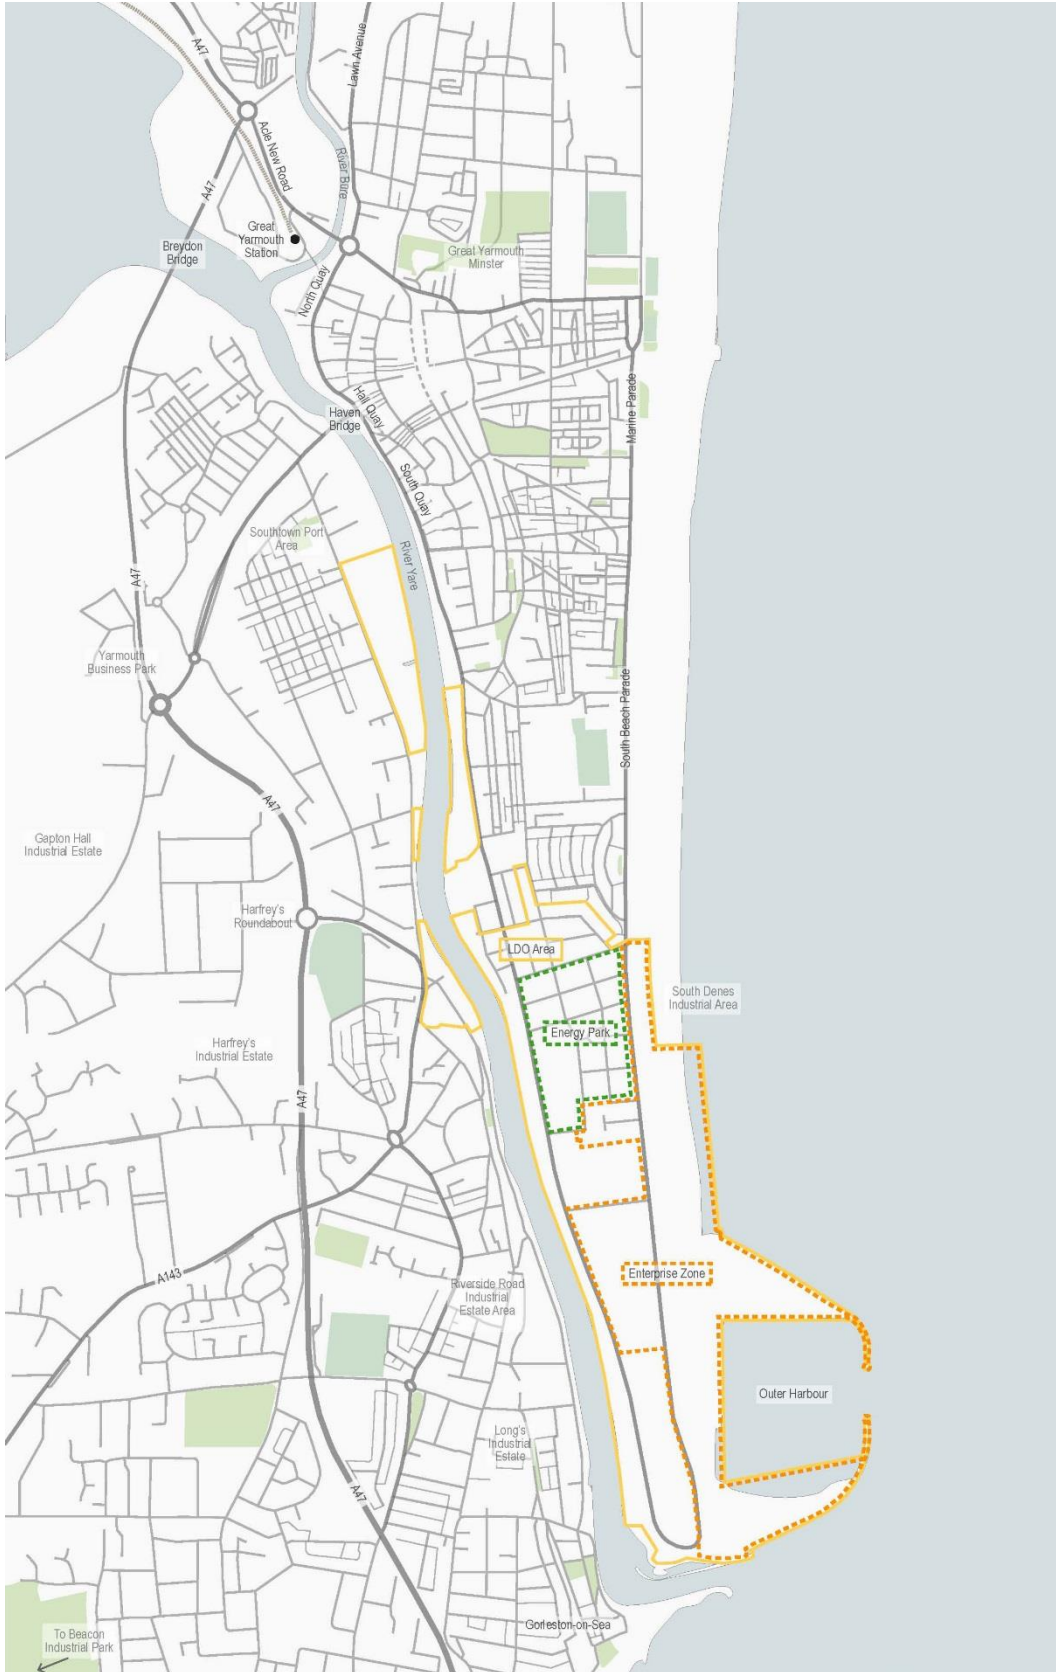 A47
Lawn Avenue
Acle New Road
River Bure
A47
Great
Yarmouth
Station
Breydon
Bridge
Great Yarmouth
Minster
North Quay
Hall Quay
Haven
Bridge
Marine Parade
South Quay
Southtown Port
Area
River Yare
A47
Yarmouth
Business Park
South Beach Parade
A47
Gapton Hall
Industrial Estate
Harfrey's
Roundabout
LDO Area
South Denes
Industrial Area
Energy Park
Harfrey's
Industrial Estate
A47
A143
Enterprise Zone
Riverside Road
Industrial
Estate Area
Outer Harbour
Long's
Industrial
Estate
A47
Gorleston-on-Sea
To Beacon
Industrial Park